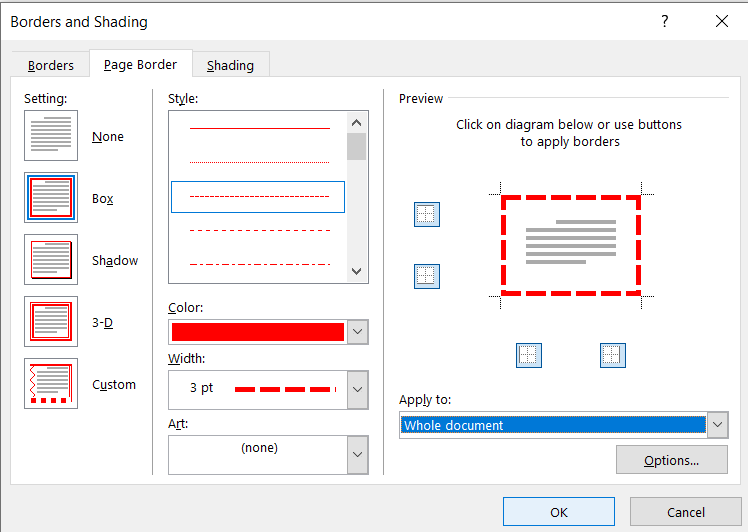 Borders and Shading
?
Borders
Page Border
Shading
Setting:
None
Box
Shadow
3-D
Custom
Style:
Color:
Width:
3 pt
Art:
(none)
Preview
Click on diagram below or use buttons
to apply borders
Apply to:
Whole document
Options...
OK
Cancel